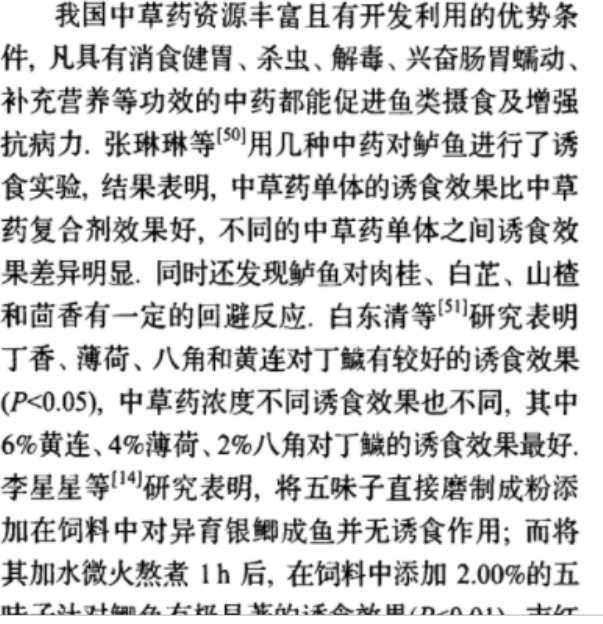 我国中草药资源丰富且有开发利用的优势条
件, 凡具有消食健胃、杀虫、解毒、兴奋肠胃蠕动、
补充营养等功效的中药都能促进鱼类摄食及增强
抗病力. 张琳琳等[50]用几种中药对鲈鱼进行了诱
食实验, 结果表明, 中草药单体的诱食效果比中草
药复合剂效果好, 不同的中草药单体之间诱食效
果差异明显. 同时还发现鲈鱼对肉桂、白芷、山楂
和茴香有一定的回避反应. 白东清等[51]研究表明
丁香、薄荷、八角和黄连对丁鱥有较好的诱食效果
(P<0.05), 中草药浓度不同诱食效果也不同, 其中
6%黄连、4%薄荷、2%八角对丁鱥的诱食效果最好.
李星星等[14]研究表明, 将五味子直接磨制成粉添
加在饲料中对异育银鲫成鱼并无诱食作用; 而将
其加水微火熬煮 1 h 后, 在饲料中添加 2.00%的五